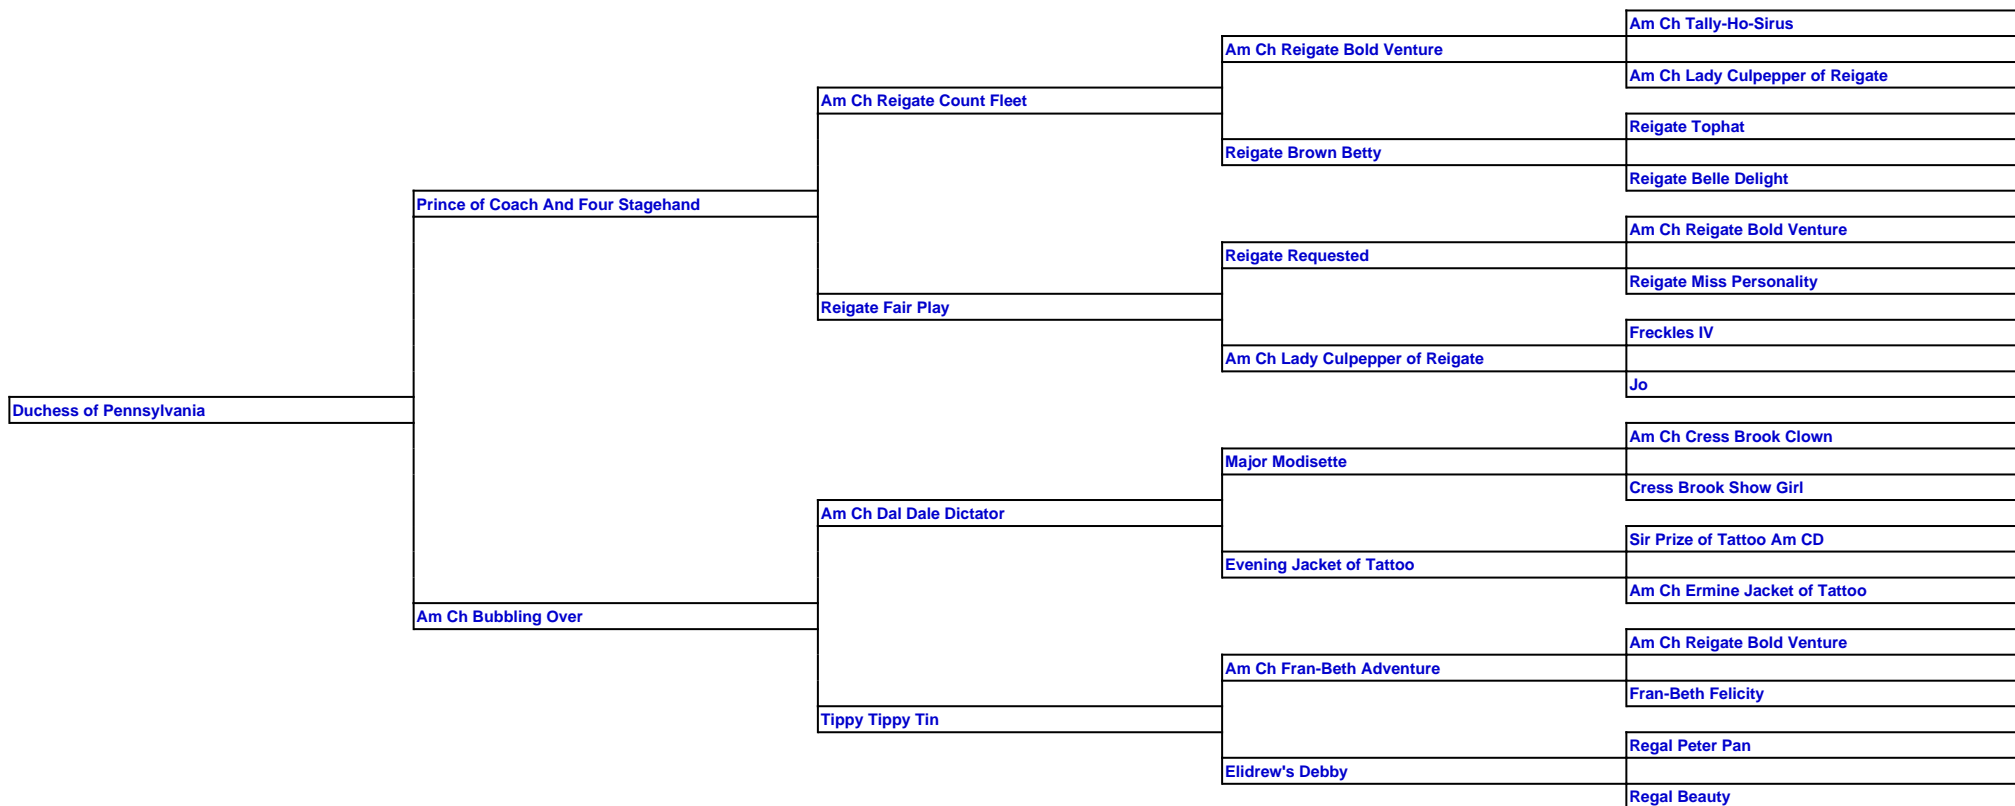 Am Ch Tally-Ho-Sirus
Am Ch Reigate Bold Venture
Am Ch Lady Culpepper of Reigate
Am Ch Reigate Count Fleet
Reigate Tophat
Reigate Brown Betty
Reigate Belle Delight
Prince of Coach And Four Stagehand
Am Ch Reigate Bold Venture
Reigate Requested
Reigate Miss Personality
Reigate Fair Play
Freckles IV
Am Ch Lady Culpepper of Reigate
Jo
Duchess of Pennsylvania
Am Ch Cress Brook Clown
Major Modisette
Cress Brook Show Girl
Am Ch Dal Dale Dictator
Sir Prize of Tattoo Am CD
Evening Jacket of Tattoo
Am Ch Ermine Jacket of Tattoo
Am Ch Bubbling Over
Am Ch Reigate Bold Venture
Am Ch Fran-Beth Adventure
Fran-Beth Felicity
Tippy Tippy Tin
Regal Peter Pan
Elidrew's Debby
Regal Beauty